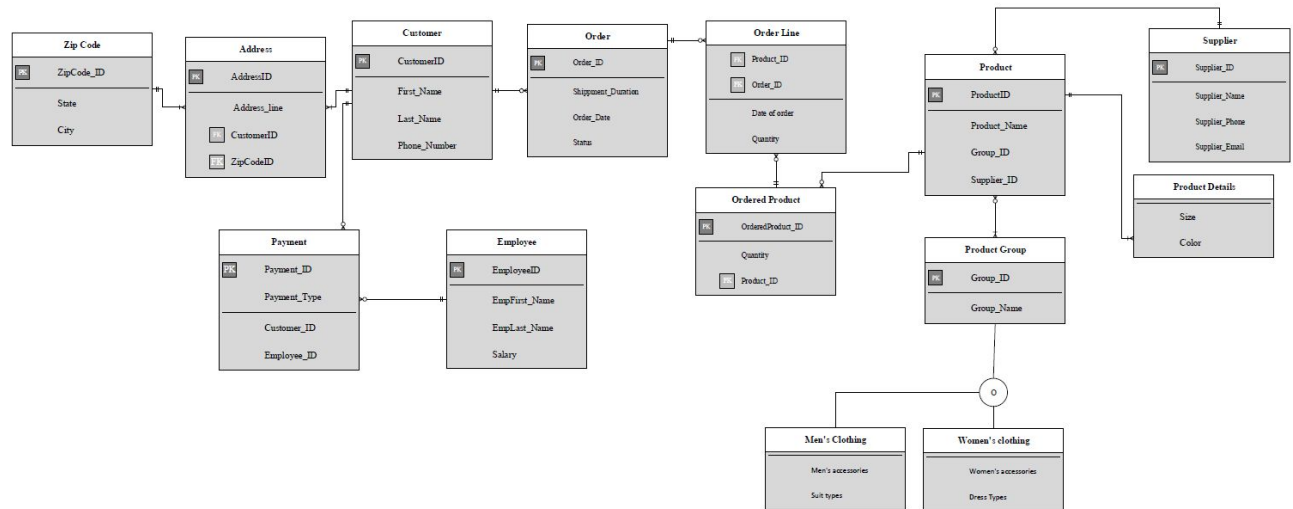 Zip Code
PK ZipCode_ID
State
City
Address
PK AddressID
Address_line
PK CustomerID
FK ZipCodeID
Customer
PK CustomerID
First_Name
Last_Name
Phone_Number
Order
PK Order_ID
Shippment_Duration
Order_Date
Status
Order Line
PK Product_ID
PK Order_ID
Date of order
Quantity
Product
PK ProductID
Product_Name
Group_ID
Supplier_ID
Supplier
PK Supplier_ID
Supplier_Name
Supplier_Phone
Supplier_Email
Product Details
Size
Color
Ordered Product
PK OrderedProduct_ID
Quantity
PK Product_ID
Payment
PK Payment_ID
Payment_Type
Customer_ID
Employee_ID
Employee
PK EmployeeID
EmpFirst_Name
EmpLast_Name
Salary
Product Group
PK Group_ID
Group_Name
O
Men's Clothing
Men's accessories
Suit types
Women's clothing
Women's accessories
Dress Types